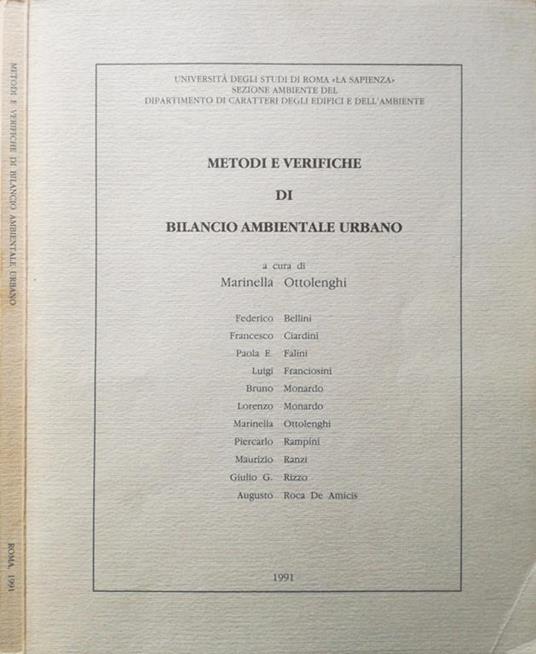 METODI E VERIFICHE DI BILANCIO AMBIENTALE URBANO
ROMA, 1991
UNIVERSITÀ DEGLI STUDI DI ROMA «LA SAPIENZA»
SEZIONE AMBIENTE DEL
DIPARTIMENTO DI CARATTERI DEGLI EDIFICI E DELL'AMBIENTE
METODI E VERIFICHE
DI
BILANCIO AMBIENTALE URBANO
a cura di
Marinella Ottolenghi
Federico Bellini
Francesco Ciardini
Paola E. Falini
Luigi Franciosini
Bruno Monardo
Lorenzo Monardo
Marinella Ottolenghi
Piercarlo Rampini
Maurizio Ranzi
Giulio G. Rizzo
Augusto Roca De Amicis
1991